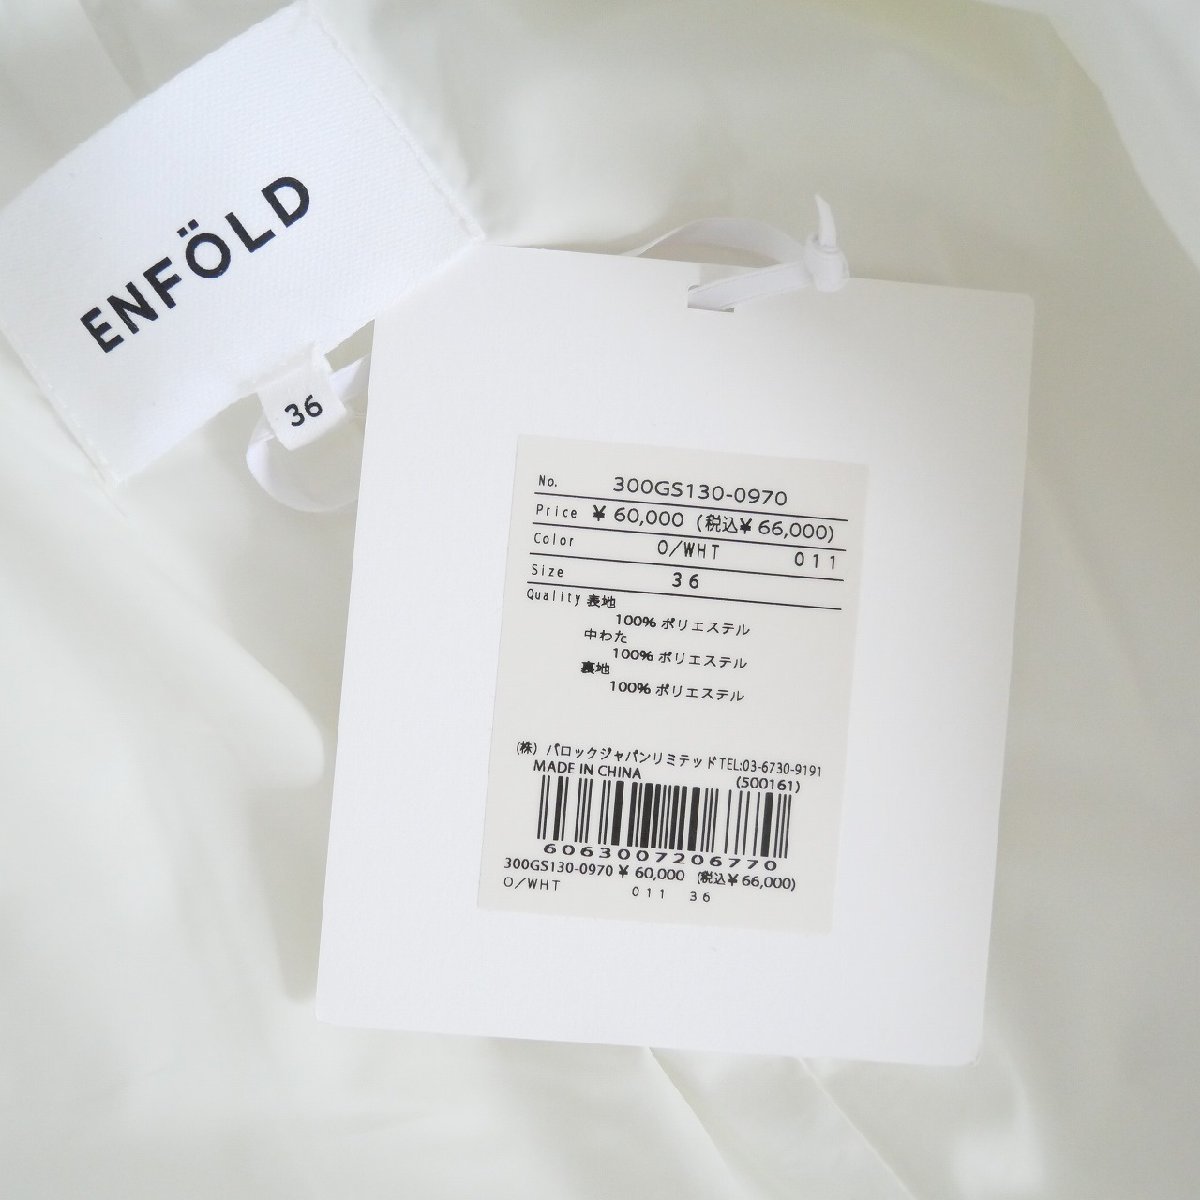 ENFÖLD
36
No. 300GS130-0970
Price ¥ 60,000 (税込¥ 66,000)
Color O/WHT 011
Size 36
Quality 表地
100% ポリエステル
中わた
100% ポリエステル
裏地
100% ポリエステル
(株) バロックジャパンリミテッド TEL:03-6730-9191
MADE IN CHINA (500161)
6063007206770
300GS130-0970 ¥ 60,000 (税込¥ 66,000)
O/WHT 011 36